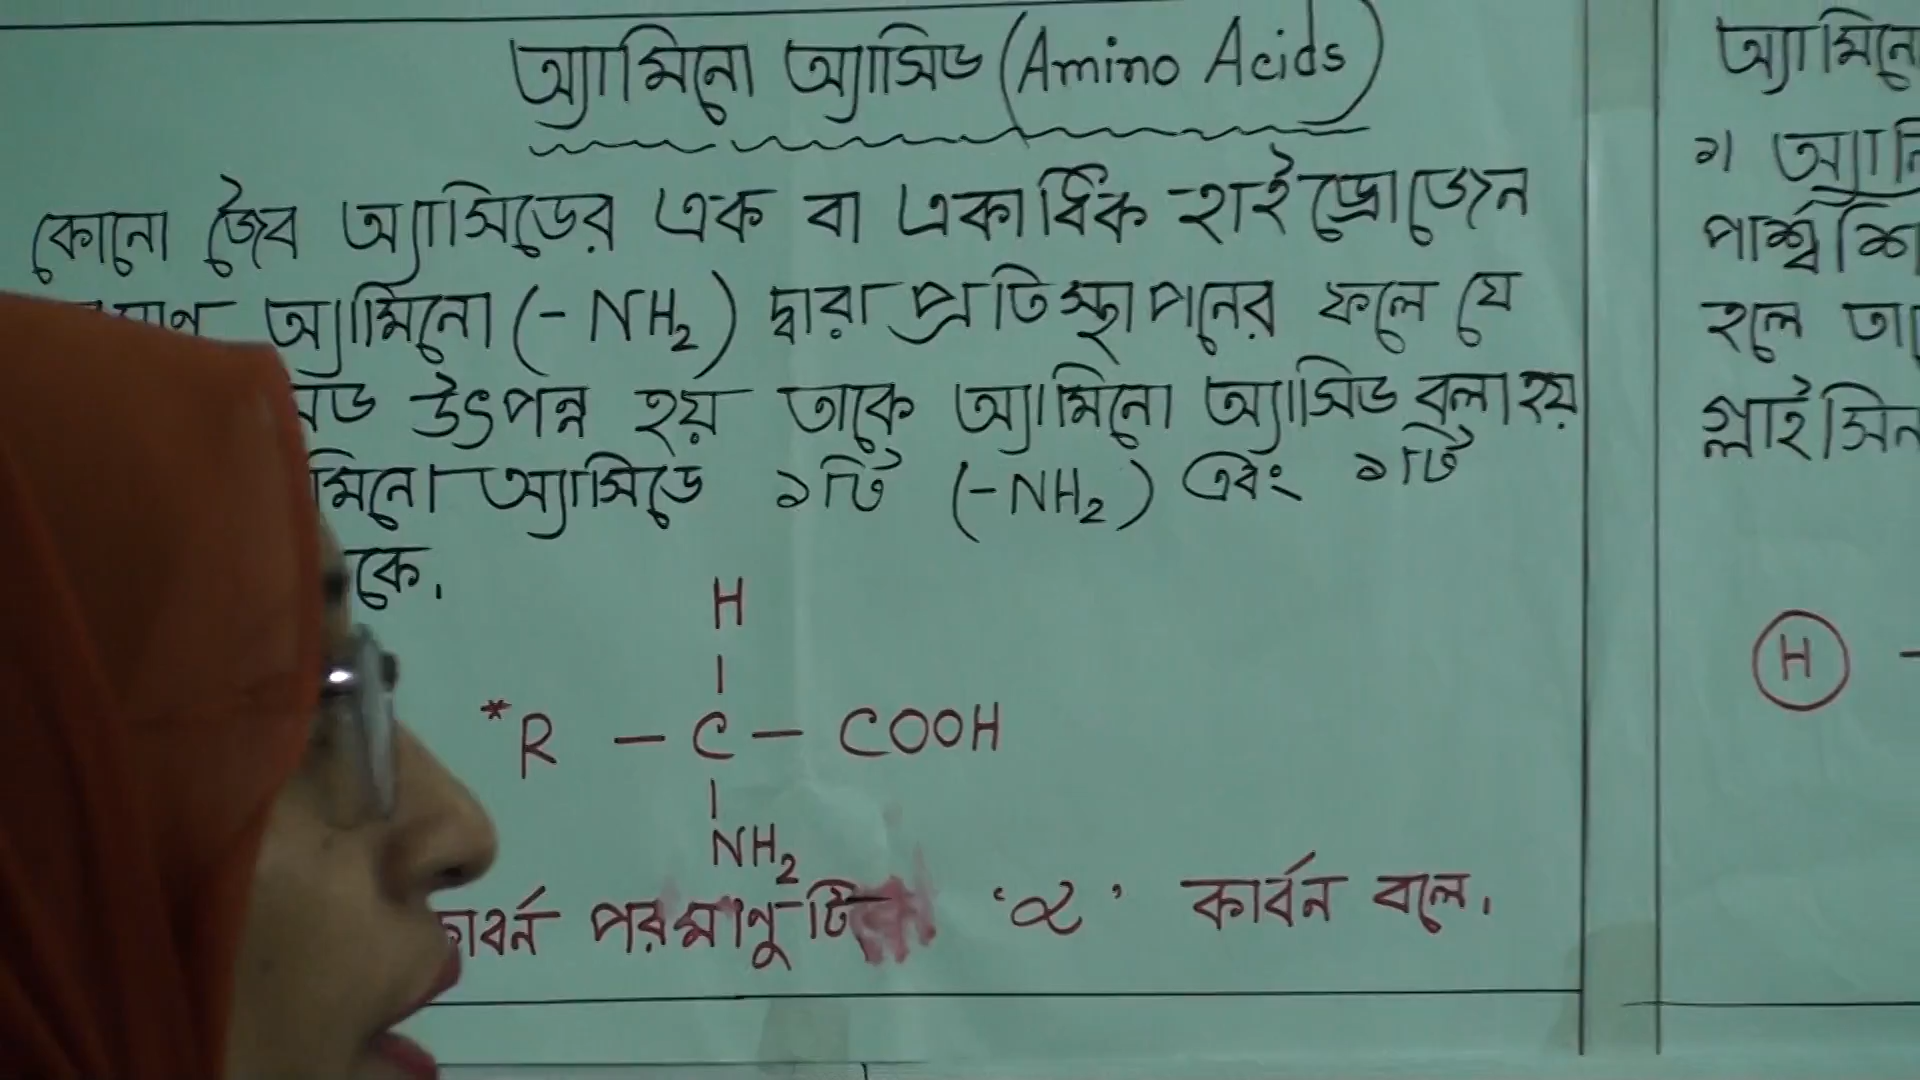 অ্যামিনো অ্যাসিড (Amino Acids)
কোনো জৈব অ্যাসিডের এক বা একাধিক হাইড্রোজেন
অ্যামিনো (-NH₂) দ্বারা প্রতিস্থাপনের ফলে যে
উৎপন্ন হয় তাকে অ্যামিনো অ্যাসিড বলা হয়
মিনো অ্যাসিডে ১টি (-NH₂) এবং ১টি
কে.
H
|
*R — C — COOH
|
NH₂
কার্বন পরমানুটিকে 'α' কার্বন বলে.
অ্যামিনো
১।
পার্শ্ব
হলে
গ্লাইসিন
H —